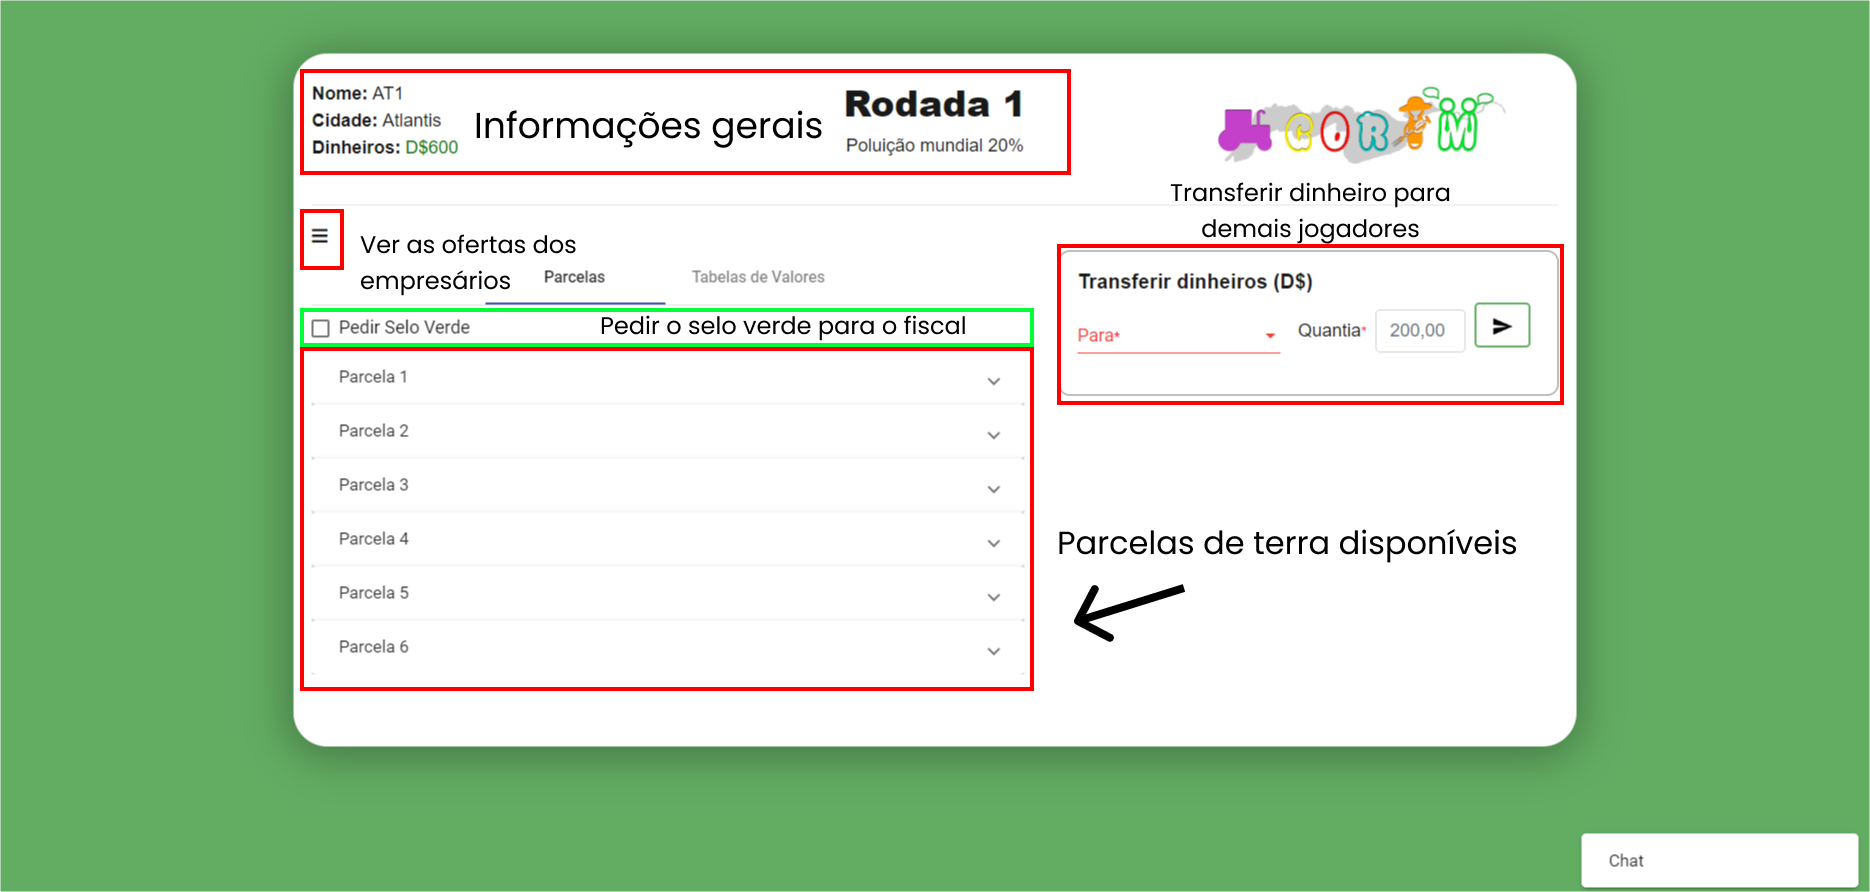 Nome: AT1
Cidade: Atlantis
Dinheiros: D$600
Informações gerais
Rodada 1
Poluição mundial 20%
CORIM
Transferir dinheiro para
demais jogadores
Ver as ofertas dos
empresários
Parcelas
Tabelas de Valores
Transferir dinheiros (D$)
Para*
Quantia*
200,00
Pedir Selo Verde
Pedir o selo verde para o fiscal
Parcela 1
Parcela 2
Parcela 3
Parcela 4
Parcela 5
Parcela 6
Parcelas de terra disponíveis
Chat